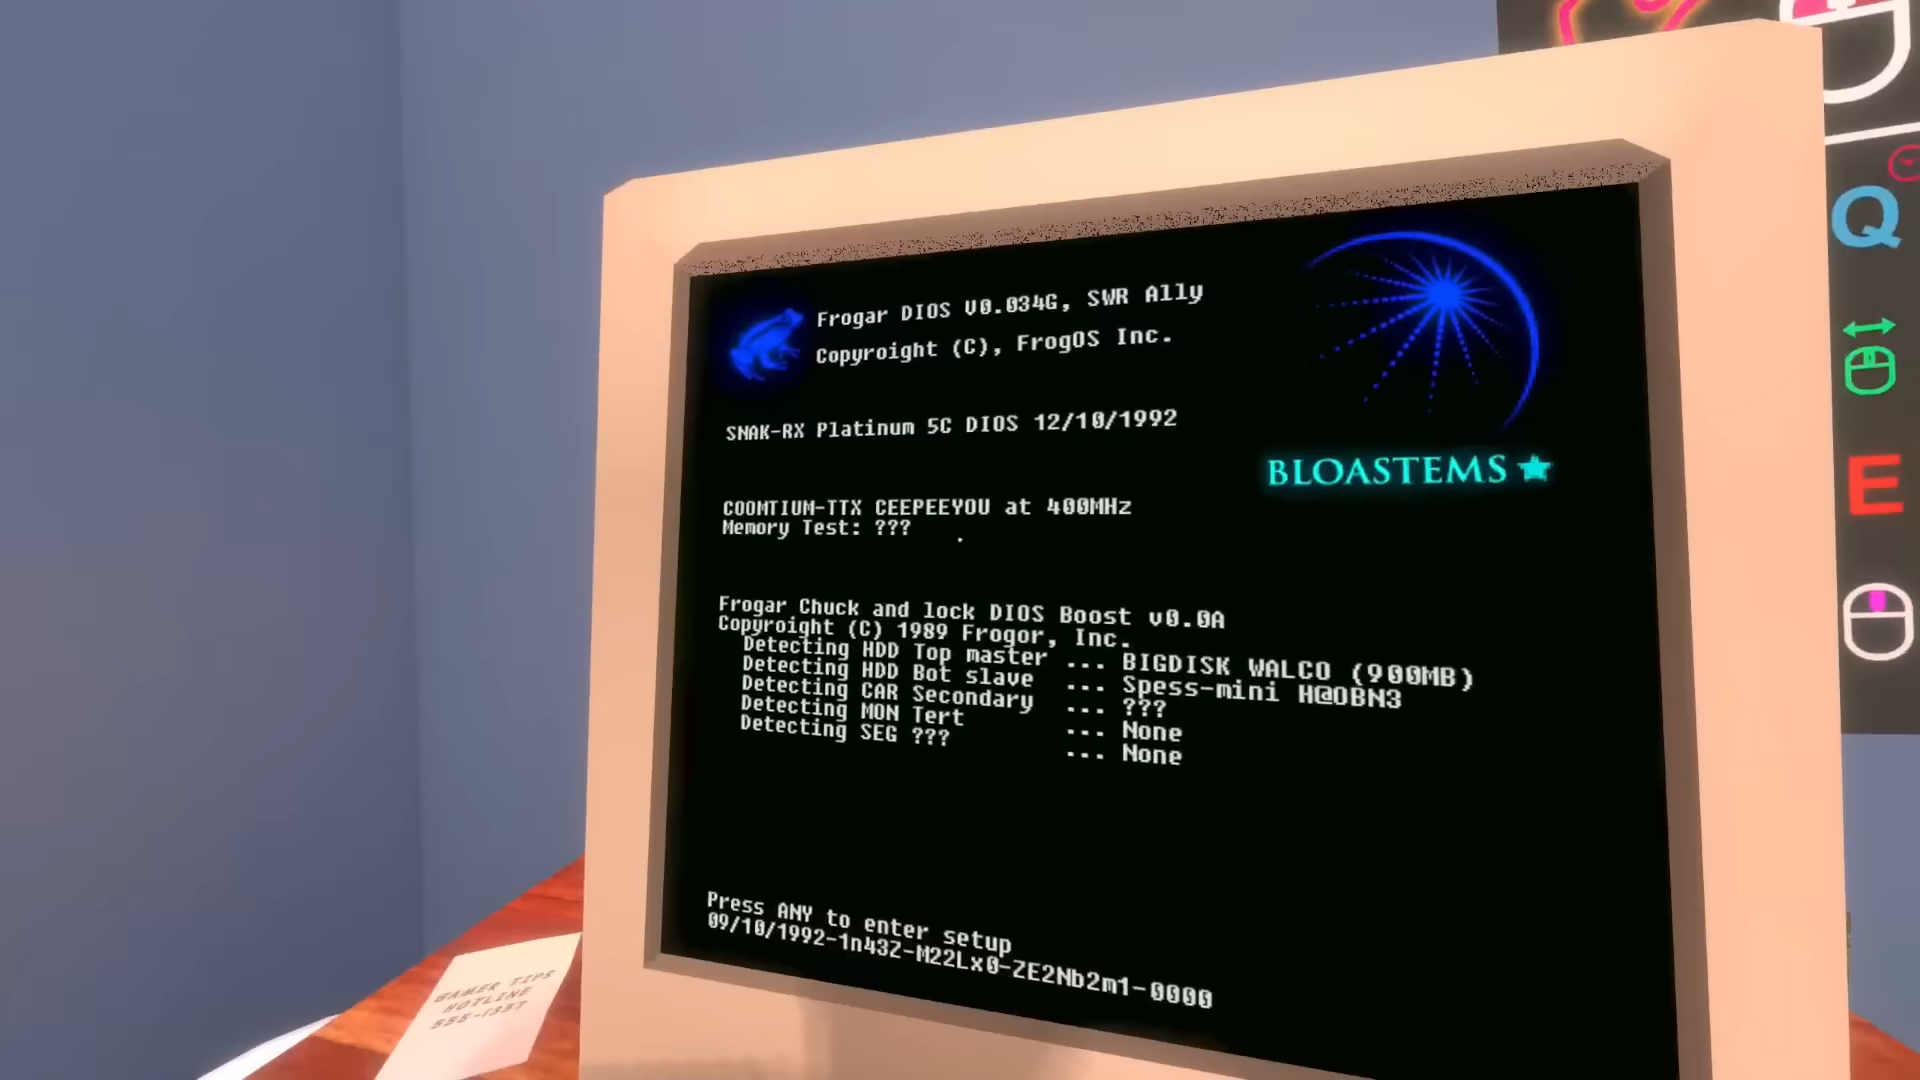 Frogar DIOS V0.034G, SWR Ally
Copyroight (C), FrogOS Inc.
SNAK-RX Platinum 5C DIOS 12/10/1992
BLOASTEMS
COOMTIUM-TTX CEEPEEYOU at 400MHz
Memory Test: ???
.
Frogar Chuck and lock DIOS Boost v0.0A
Copyroight (C) 1989 Frogor, Inc.
Detecting HDD Top master ... BIGDISK WALCO (900MB)
Detecting HDD Bot slave ... Spess-mini H@OBN3
Detecting CAR Secondary ... ???
Detecting MON Tert ... None
Detecting SEG ??? ... None
Press ANY to enter setup
09/10/1992-1n43Z-M22Lx0-ZE2Nb2m1-0000
GAMER TIPS
HOTLINE
555-1337
Q
E